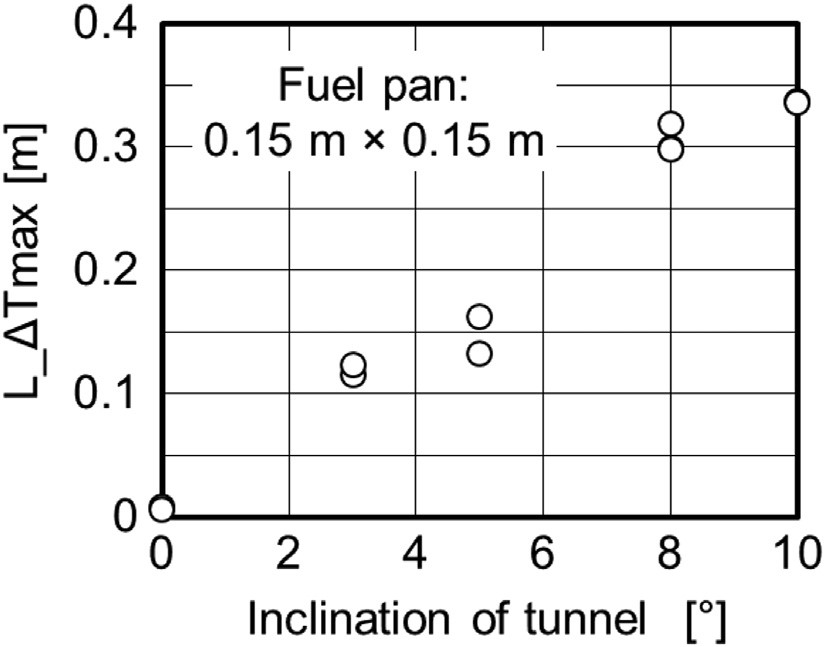 0.4
0.3
0.2
0.1
0
L_ΔTmax [m]
Fuel pan:
0.15 m × 0.15 m
0 2 4 6 8 10
Inclination of tunnel [°]